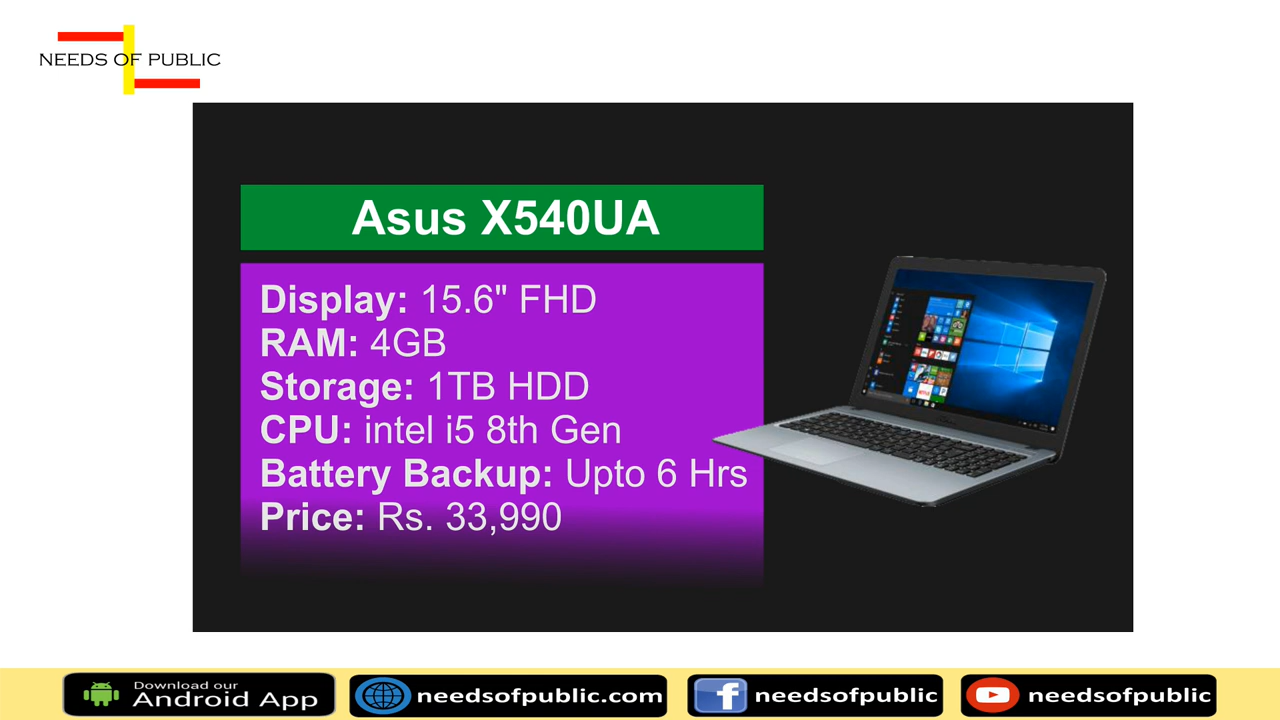 NEEDS OF PUBLIC
Asus X540UA
Display: 15.6" FHD
RAM: 4GB
Storage: 1TB HDD
CPU: intel i5 8th Gen
Battery Backup: Upto 6 Hrs
Price: Rs. 33,990
Download our
Android App
needsofpublic.com
needsofpublic
needsofpublic